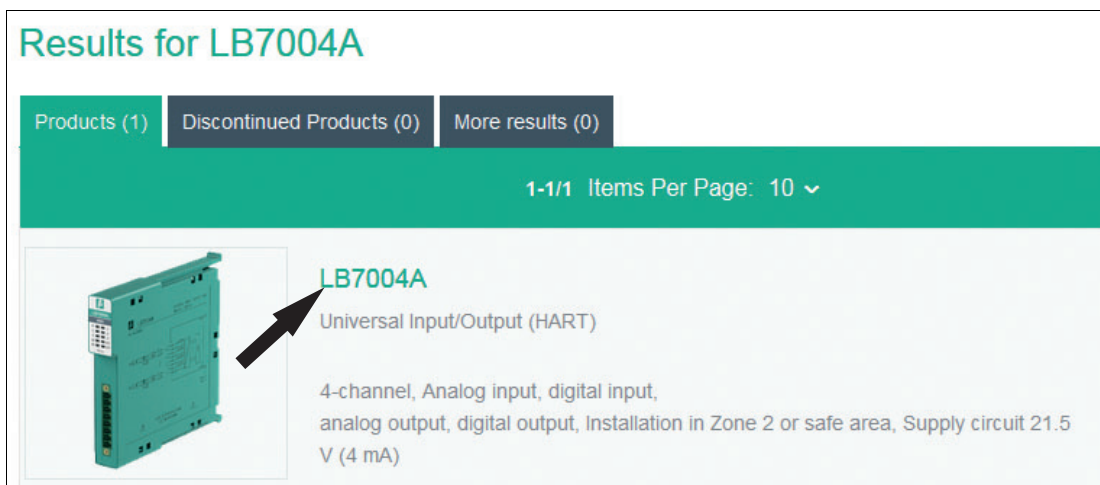 Results for LB7004A
Products (1) Discontinued Products (0) More results (0)
1-1/1 Items Per Page: 10
LB7004A
Universal Input/Output (HART)
4-channel, Analog input, digital input,
analog output, digital output, Installation in Zone 2 or safe area, Supply circuit 21.5
V (4 mA)